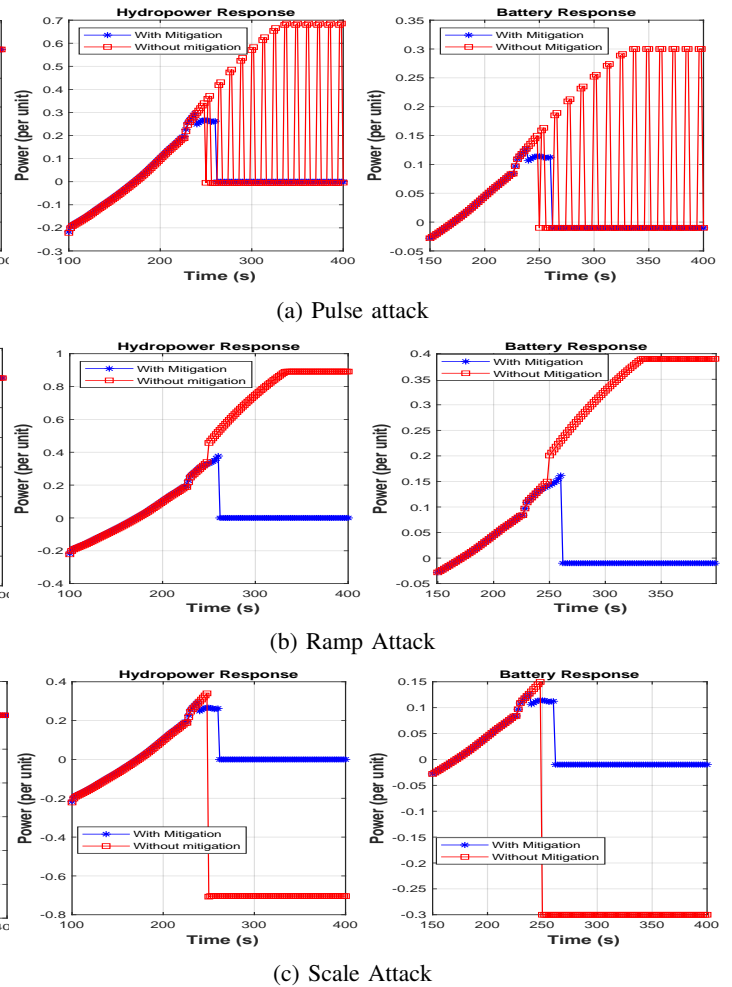 Hydropower Response
Power (per unit)
0.7
0.6
0.5
0.4
0.3
0.2
0.1
0
-0.1
-0.2
-0.3
With Mitigation
Without mitigation
100 200 300 400
Time (s)
Battery Response
Power (per unit)
0.35
0.3
0.25
0.2
0.15
0.1
0.05
0
-0.05
With Mitigation
Without Mitigation
150 200 250 300 350 400
Time (s)
(a) Pulse attack
Hydropower Response
Power (per unit)
1
0.8
0.6
0.4
0.2
0
-0.2
-0.4
With Mitigation
Without mitigation
100 200 300 400
Time (s)
Battery Response
Power (per unit)
0.4
0.35
0.3
0.25
0.2
0.15
0.1
0.05
0
-0.05
With Mitigation
Without Mitigation
150 200 250 300 350
Time (s)
(b) Ramp Attack
Hydropower Response
Power (per unit)
0.4
0.2
0
-0.2
-0.4
-0.6
-0.8
With Mitigation
Without mitigation
100 200 300 400
Time (s)
Battery Response
Power (per unit)
0.15
0.1
0.05
0
-0.05
-0.1
-0.15
-0.2
-0.25
-0.3
With Mitigation
Without Mitigation
150 200 250 300 350 400
Time (s)
(c) Scale Attack